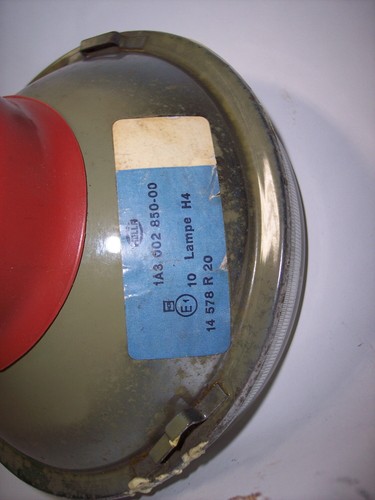 HELLA
1A3 002 850-00
E1 10 Lampe H4
14 578 R 20